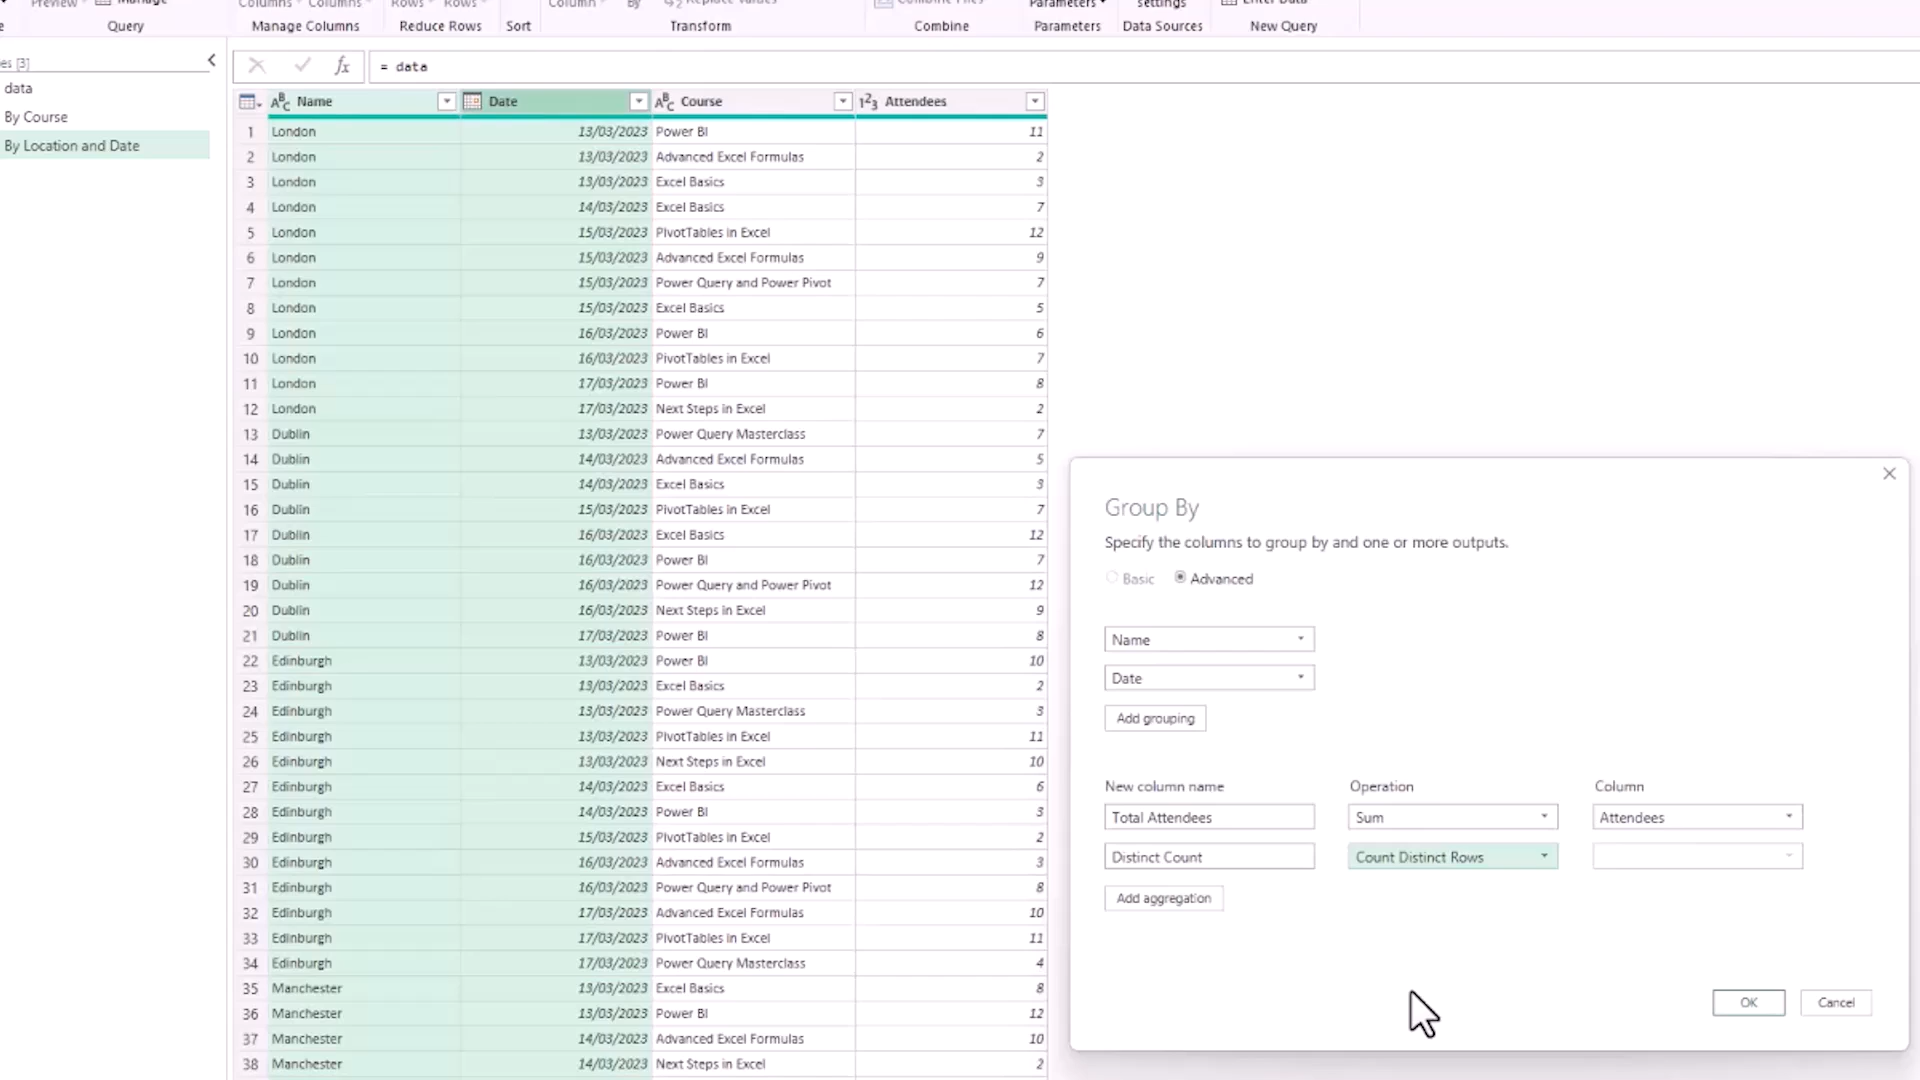 Preview Manage Columns Columns Rows Rows Column By Replace Values Combine Files Parameters settings Enter Data
Query Manage Columns Reduce Rows Sort Transform Combine Parameters Data Sources New Query
es [3]
data
By Course
By Location and Date
= data
Name Date Course Attendees
1 London 13/03/2023 Power BI 11
2 London 13/03/2023 Advanced Excel Formulas 2
3 London 13/03/2023 Excel Basics 3
4 London 14/03/2023 Excel Basics 7
5 London 15/03/2023 PivotTables in Excel 12
6 London 15/03/2023 Advanced Excel Formulas 9
7 London 15/03/2023 Power Query and Power Pivot 7
8 London 15/03/2023 Excel Basics 5
9 London 16/03/2023 Power BI 6
10 London 16/03/2023 PivotTables in Excel 7
11 London 17/03/2023 Power BI 8
12 London 17/03/2023 Next Steps in Excel 2
13 Dublin 13/03/2023 Power Query Masterclass 7
14 Dublin 14/03/2023 Advanced Excel Formulas 5
15 Dublin 14/03/2023 Excel Basics 3
16 Dublin 15/03/2023 PivotTables in Excel 7
17 Dublin 16/03/2023 Excel Basics 12
18 Dublin 16/03/2023 Power BI 7
19 Dublin 16/03/2023 Power Query and Power Pivot 12
20 Dublin 16/03/2023 Next Steps in Excel 9
21 Dublin 17/03/2023 Power BI 8
22 Edinburgh 13/03/2023 Power BI 10
23 Edinburgh 13/03/2023 Excel Basics 2
24 Edinburgh 13/03/2023 Power Query Masterclass 3
25 Edinburgh 13/03/2023 PivotTables in Excel 11
26 Edinburgh 13/03/2023 Next Steps in Excel 10
27 Edinburgh 14/03/2023 Excel Basics 6
28 Edinburgh 14/03/2023 Power BI 3
29 Edinburgh 15/03/2023 PivotTables in Excel 2
30 Edinburgh 16/03/2023 Advanced Excel Formulas 3
31 Edinburgh 16/03/2023 Power Query and Power Pivot 8
32 Edinburgh 17/03/2023 Advanced Excel Formulas 10
33 Edinburgh 17/03/2023 PivotTables in Excel 11
34 Edinburgh 17/03/2023 Power Query Masterclass 4
35 Manchester 13/03/2023 Excel Basics 8
36 Manchester 13/03/2023 Power BI 12
37 Manchester 14/03/2023 Advanced Excel Formulas 10
38 Manchester 14/03/2023 Next Steps in Excel 2
Group By
Specify the columns to group by and one or more outputs.
Basic Advanced
Name
Date
Add grouping
New column name Operation Column
Total Attendees Sum Attendees
Distinct Count Count Distinct Rows
Add aggregation
OK Cancel